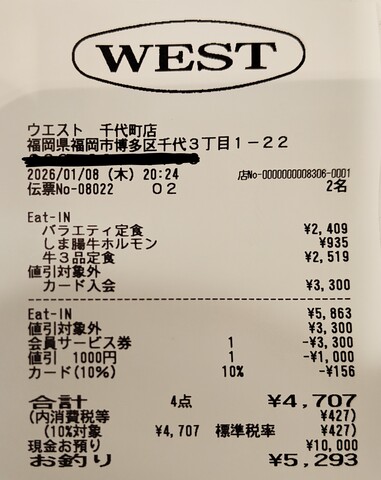 WEST
ウエスト 千代町店
福岡県福岡市博多区千代3丁目1-22
2026/01/08 (木) 20:24 店No-0000000008306-0001
伝票No-08022 02 2名
Eat-IN
バラエティ定食 ¥2,409
しま腸牛ホルモン ¥935
牛3品定食 ¥2,519
値引対象外
カード入会 ¥3,300
Eat-IN ¥5,863
値引対象外 ¥3,300
会員サービス券 1 -¥3,300
値引 1000円 1 -¥1,000
カード(10%) 10% -¥156
合計 4点 ¥4,707
(内消費税等 ¥427)
(10%対象 ¥4,707 標準税率 ¥427)
現金お預り ¥10,000
お釣り ¥5,293